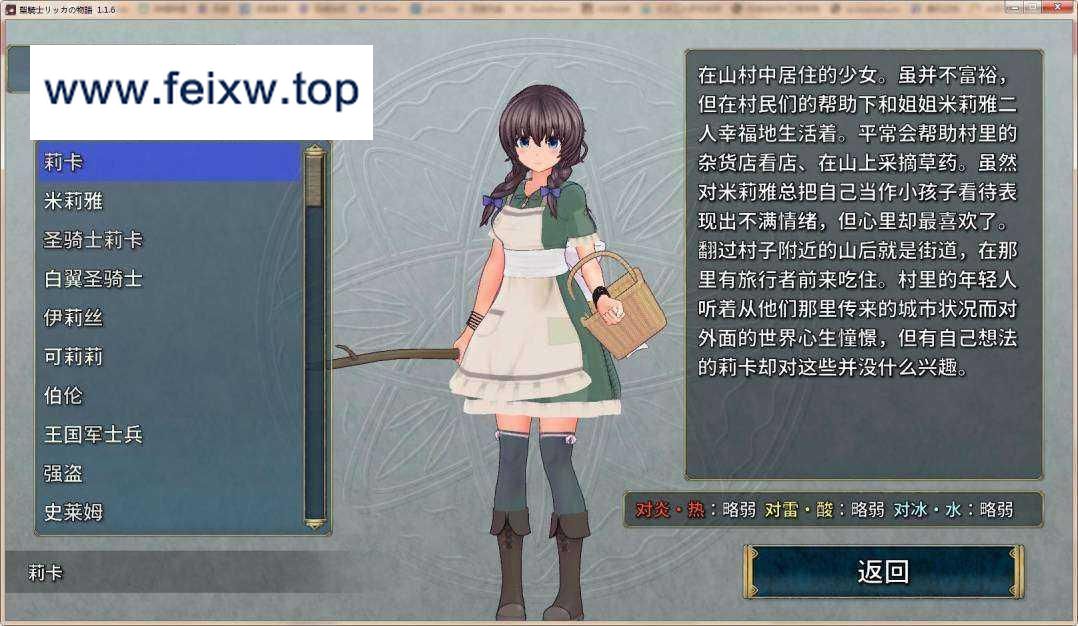 聖騎士リッカの物語 1.1.6
www.feixw.top
莉卡
米莉雅
圣骑士莉卡
白翼圣骑士
伊莉丝
可莉莉
伯伦
王国军士兵
强盗
史莱姆
莉卡
在山村中居住的少女。虽并不富裕，
但在村民们的帮助下和姐姐米莉雅二
人幸福地生活着。平常会帮助村里的
杂货店看店、在山上采摘草药。虽然
对米莉雅总把自己当作小孩子看待表
现出不满情绪，但心里却最喜欢了。
翻过村子附近的山后就是街道，在那
里有旅行者前来吃住。村里的年轻人
听着从他们那里传来的城市状况而对
外面的世界心生憧憬，但有自己想法
的莉卡却对这些并没什么兴趣。
对炎・热：略弱 对雷・酸：略弱 对冰・水：略弱
返回